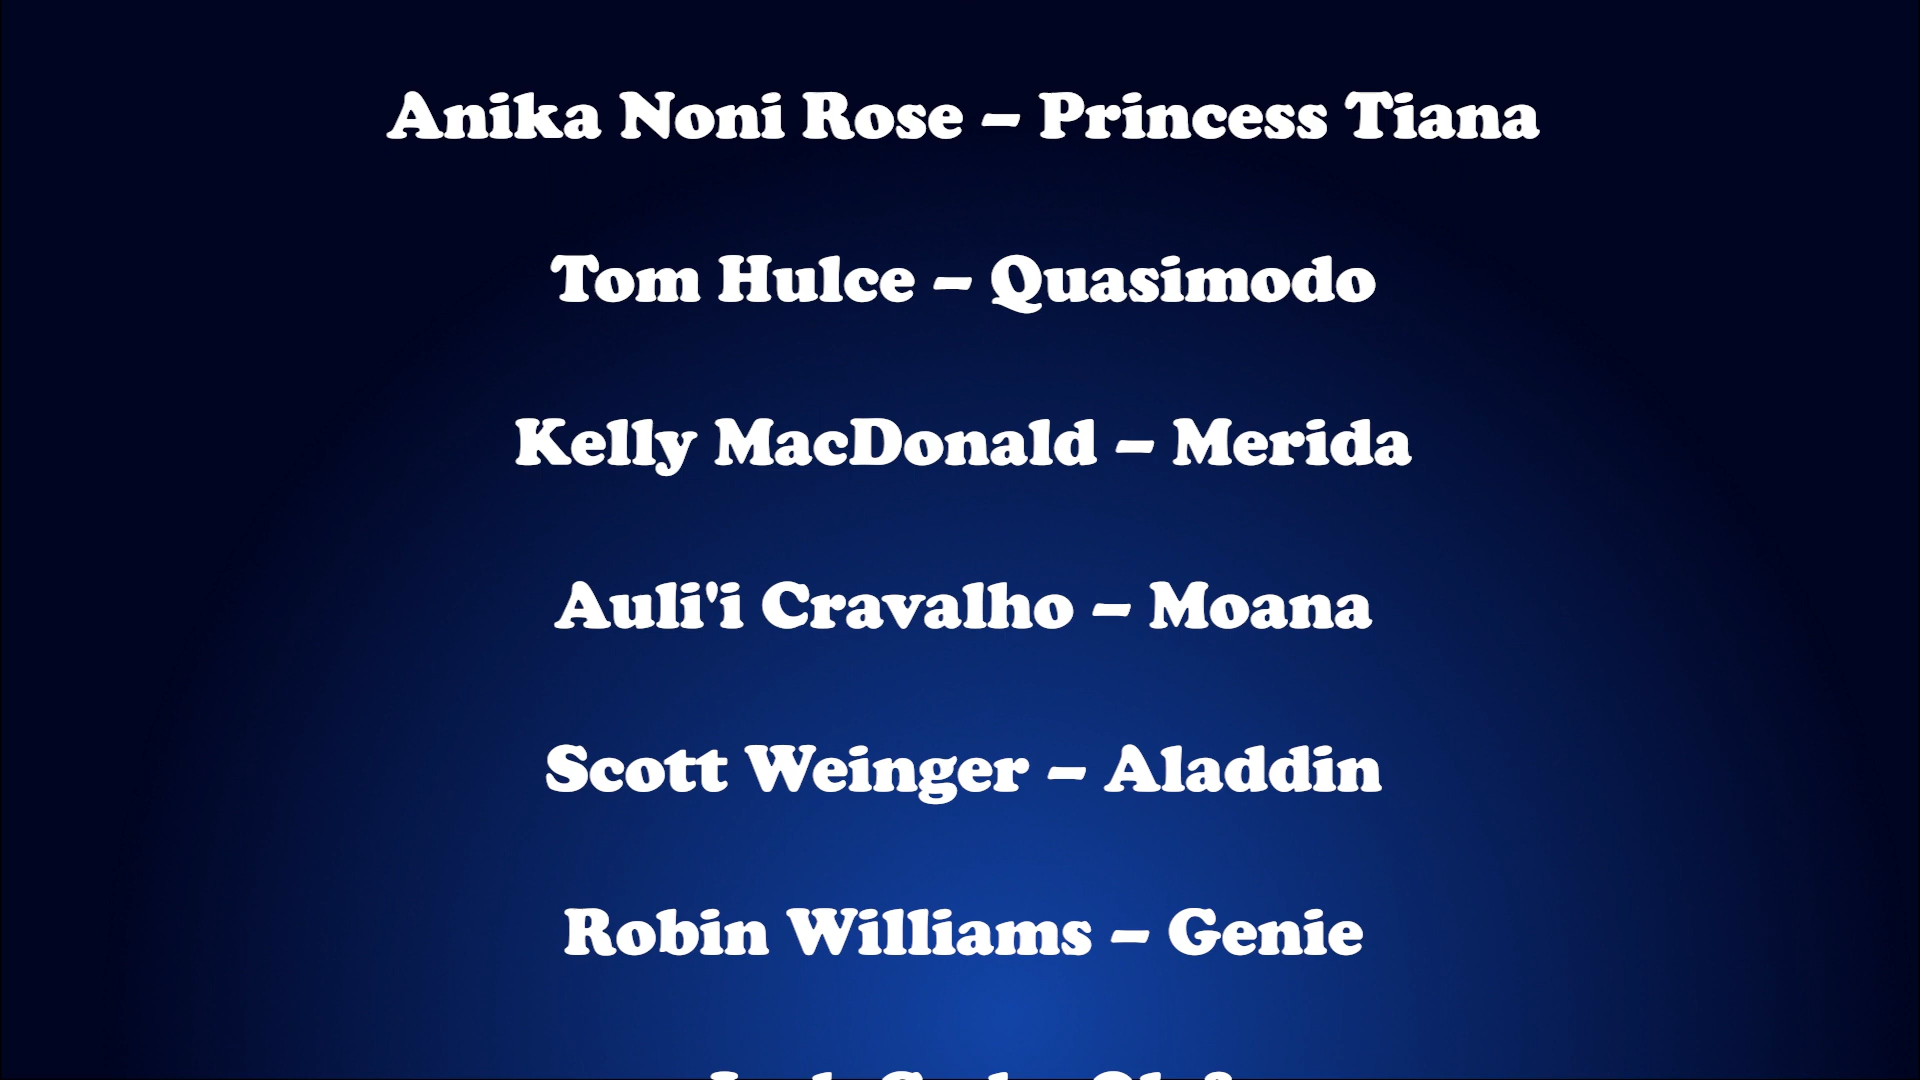 Anika Noni Rose – Princess Tiana
Tom Hulce – Quasimodo
Kelly MacDonald – Merida
Auli'i Cravalho – Moana
Scott Weinger – Aladdin
Robin Williams – Genie